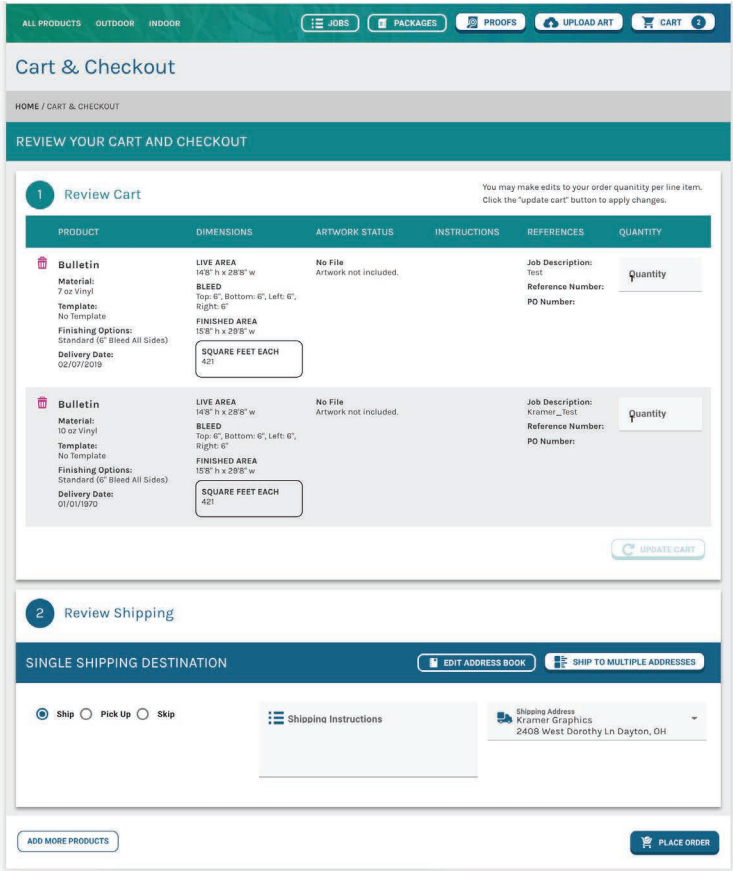 ALL PRODUCTS OUTDOOR INDOOR JOBS PACKAGES PROOFS UPLOAD ART CART 2
Cart & Checkout
HOME / CART & CHECKOUT
REVIEW YOUR CART AND CHECKOUT
1 Review Cart
You may make edits to your order quanitity per line item.
Click the "update cart" button to apply changes.
PRODUCT DIMENSIONS ARTWORK STATUS INSTRUCTIONS REFERENCES QUANTITY
Bulletin
Material:
7 oz Vinyl
Template:
No Template
Finishing Options:
Standard (6" Bleed All Sides)
Delivery Date:
02/07/2019
LIVE AREA
14'8" h x 28'8" w
BLEED
Top: 6", Bottom: 6", Left: 6",
Right: 6"
FINISHED AREA
15'8" h x 29'8" w
SQUARE FEET EACH
421
No File
Artwork not included.
Job Description:
Test
Reference Number:
PO Number:
Quantity
Bulletin
Material:
10 oz Vinyl
Template:
No Template
Finishing Options:
Standard (6" Bleed All Sides)
Delivery Date:
01/01/1970
LIVE AREA
14'8" h x 28'8" w
BLEED
Top: 6", Bottom: 6", Left: 6",
Right: 6"
FINISHED AREA
15'8" h x 29'8" w
SQUARE FEET EACH
421
No File
Artwork not included.
Job Description:
Kramer_Test
Reference Number:
PO Number:
Quantity
UPDATE CART
2 Review Shipping
SINGLE SHIPPING DESTINATION EDIT ADDRESS BOOK SHIP TO MULTIPLE ADDRESSES
Ship Pick Up Skip
Shipping Instructions
Shipping Address
Kramer Graphics
2408 West Dorothy Ln Dayton, OH
ADD MORE PRODUCTS PLACE ORDER